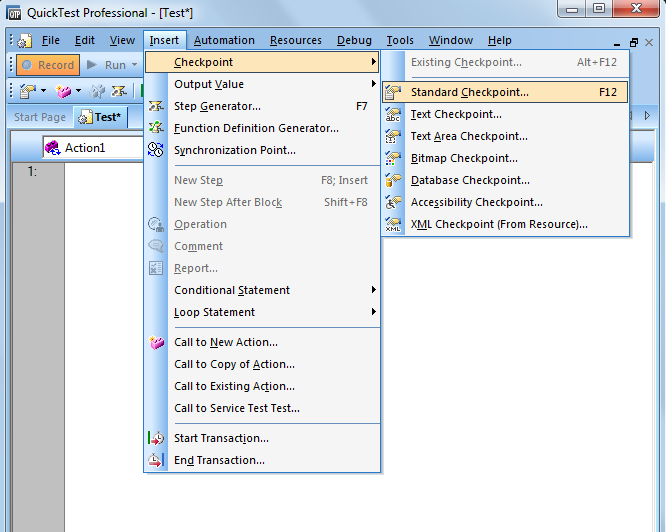 QTP QuickTest Professional - [Test*]
File Edit View Insert Automation Resources Debug Tools Window Help
Record Run
Start Page Test*
Action1
1:
Checkpoint
Output Value
Step Generator... F7
Function Definition Generator...
Synchronization Point...
New Step F8; Insert
New Step After Block Shift+F8
Operation
Comment
Report...
Conditional Statement
Loop Statement
Call to New Action...
Call to Copy of Action...
Call to Existing Action...
Call to Service Test Test...
Start Transaction...
End Transaction...
Existing Checkpoint... Alt+F12
Standard Checkpoint... F12
abc Text Checkpoint...
Text Area Checkpoint...
Bitmap Checkpoint...
Database Checkpoint...
Accessibility Checkpoint...
XML XML Checkpoint (From Resource)...